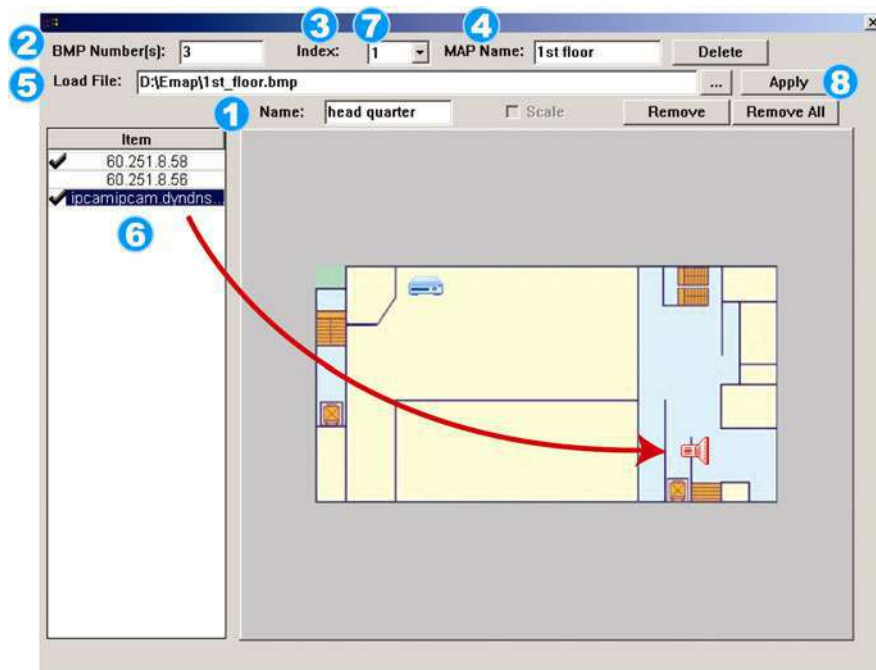 3 7 4
2 BMP Number(s): 3 Index: 1 MAP Name: 1st floor Delete
5 Load File: D:\Emap\1st_floor.bmp ... Apply 8
1 Name: head quarter Scale Remove Remove All
Item
60.251.8.58
60.251.8.56
ipcamipcam.dyndns...
6